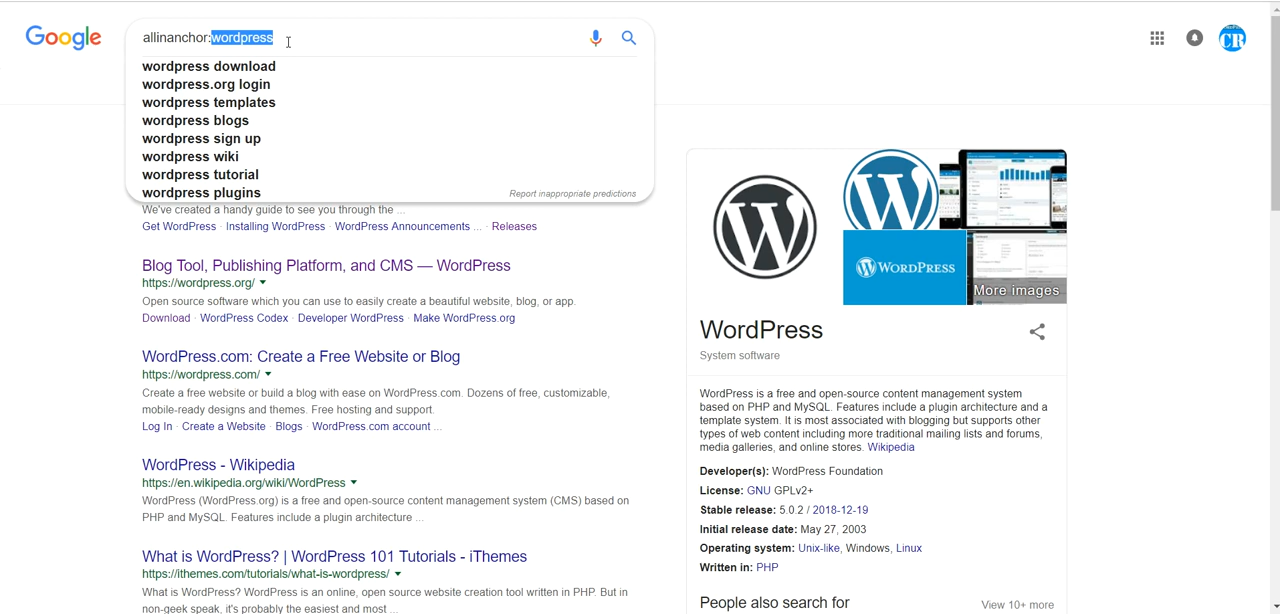 Google
allinanchor:wordpress
CR
wordpress download
wordpress.org login
wordpress templates
wordpress blogs
wordpress sign up
wordpress wiki
wordpress tutorial
wordpress plugins
Report inappropriate predictions
We've created a handy guide to see you through the ...
Get WordPress · Installing WordPress · WordPress Announcements ... · Releases
Blog Tool, Publishing Platform, and CMS — WordPress
https://wordpress.org/
Open source software which you can use to easily create a beautiful website, blog, or app.
Download · WordPress Codex · Developer WordPress · Make WordPress.org
WordPress.com: Create a Free Website or Blog
https://wordpress.com/
Create a free website or build a blog with ease on WordPress.com. Dozens of free, customizable,
mobile-ready designs and themes. Free hosting and support.
Log In · Create a Website · Blogs · WordPress.com account ...
WordPress - Wikipedia
https://en.wikipedia.org/wiki/WordPress
WordPress (WordPress.org) is a free and open-source content management system (CMS) based on
PHP and MySQL. Features include a plugin architecture ...
What is WordPress? | WordPress 101 Tutorials - iThemes
https://ithemes.com/tutorials/what-is-wordpress/
What is WordPress? WordPress is an online, open source website creation tool written in PHP. But in
non-geek speak, it's probably the easiest and most ...
WORDPRESS
More images
WordPress
System software
WordPress is a free and open-source content management system
based on PHP and MySQL. Features include a plugin architecture and a
template system. It is most associated with blogging but supports other
types of web content including more traditional mailing lists and forums,
media galleries, and online stores. Wikipedia
Developer(s): WordPress Foundation
License: GNU GPLv2+
Stable release: 5.0.2 / 2018-12-19
Initial release date: May 27, 2003
Operating system: Unix-like, Windows, Linux
Written in: PHP
People also search for
View 10+ more